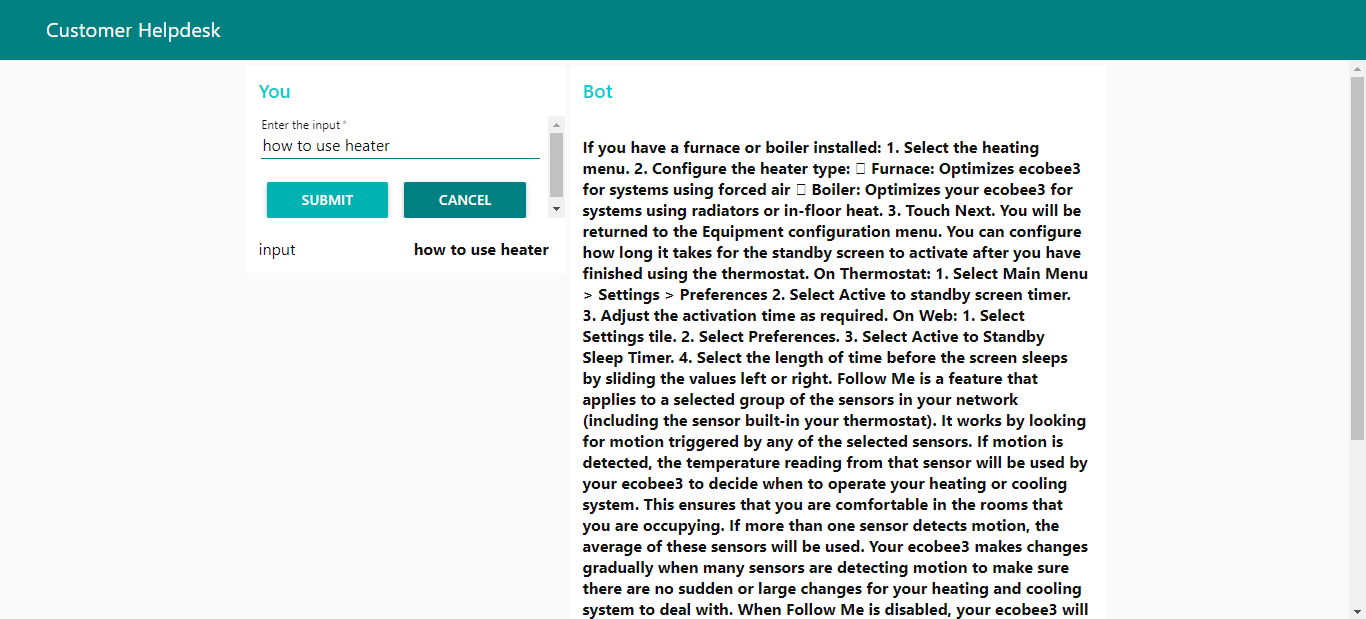 Customer Helpdesk
You
Enter the input *
how to use heater
SUBMIT
CANCEL
input
how to use heater
Bot
If you have a furnace or boiler installed: 1. Select the heating
menu. 2. Configure the heater type:  Furnace: Optimizes ecobee3
for systems using forced air  Boiler: Optimizes your ecobee3 for
systems using radiators or in-floor heat. 3. Touch Next. You will be
returned to the Equipment configuration menu. You can configure
how long it takes for the standby screen to activate after you have
finished using the thermostat. On Thermostat: 1. Select Main Menu
> Settings > Preferences 2. Select Active to standby screen timer.
3. Adjust the activation time as required. On Web: 1. Select
Settings tile. 2. Select Preferences. 3. Select Active to Standby
Sleep Timer. 4. Select the length of time before the screen sleeps
by sliding the values left or right. Follow Me is a feature that
applies to a selected group of the sensors in your network
(including the sensor built-in your thermostat). It works by looking
for motion triggered by any of the selected sensors. If motion is
detected, the temperature reading from that sensor will be used by
your ecobee3 to decide when to operate your heating or cooling
system. This ensures that you are comfortable in the rooms that
you are occupying. If more than one sensor detects motion, the
average of these sensors will be used. Your ecobee3 makes changes
gradually when many sensors are detecting motion to make sure
there are no sudden or large changes for your heating and cooling
system to deal with. When Follow Me is disabled, your ecobee3 will